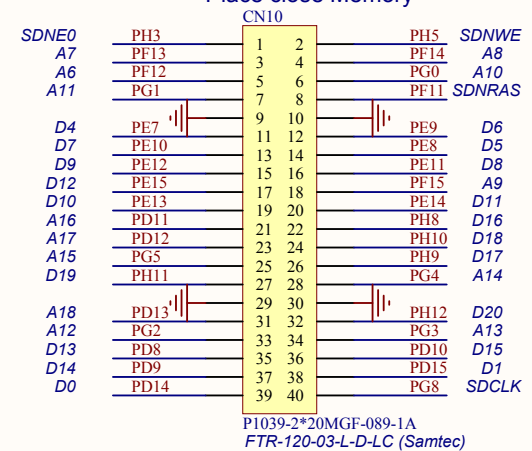 CN10
SDNE0 PH3 1 2 PH5 SDNWE
A7 PF13 3 4 PF14 A8
A6 PF12 5 6 PG0 A10
A11 PG1 7 8 PF11 SDNRAS
9 10
D4 PE7 11 12 PE9 D6
D7 PE10 13 14 PE8 D5
D9 PE12 15 16 PE11 D8
D12 PE15 17 18 PF15 A9
D10 PE13 19 20 PE14 D11
A16 PD11 21 22 PH8 D16
A17 PD12 23 24 PH10 D18
A15 PG5 25 26 PH9 D17
D19 PH11 27 28 PG4 A14
29 30
A18 PD13 31 32 PH12 D20
A12 PG2 33 34 PG3 A13
D13 PD8 35 36 PD10 D15
D14 PD9 37 38 PD15 D1
D0 PD14 39 40 PG8 SDCLK
P1039-2*20MGF-089-1A
FTR-120-03-L-D-LC (Samtec)